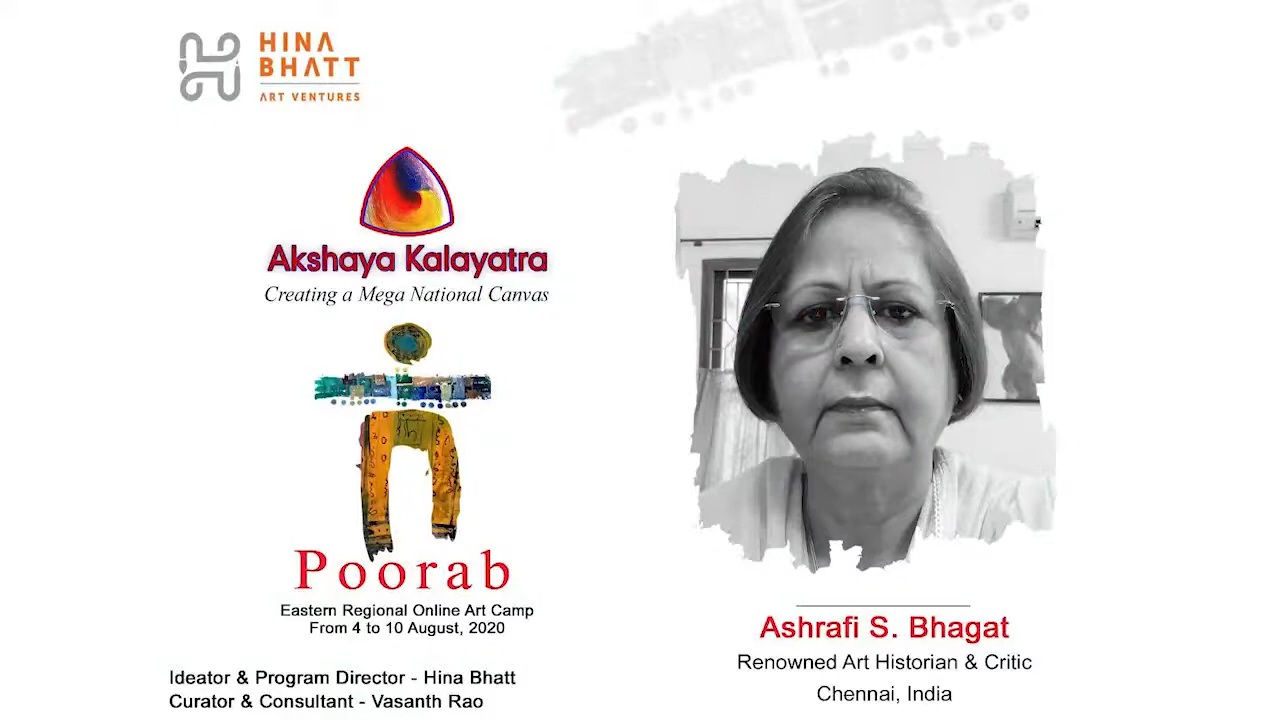 HINA
BHATT
ART VENTURES
Akshaya Kalayatra
Creating a Mega National Canvas
Poorab
Eastern Regional Online Art Camp
From 4 to 10 August, 2020
Ideator & Program Director - Hina Bhatt
Curator & Consultant - Vasanth Rao
Ashrafi S. Bhagat
Renowned Art Historian & Critic
Chennai, India